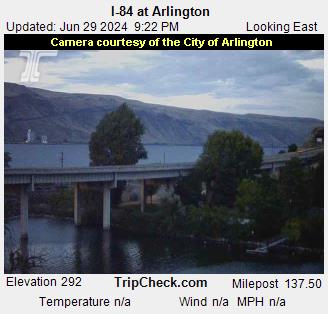 I-84 at Arlington
Updated: Jun 29 2024 9:22 PM Looking East
Camera courtesy of the City of Arlington
Elevation 292 TripCheck.com Milepost 137.50
Temperature n/a Wind n/a MPH n/a